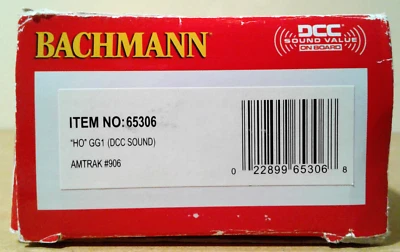 BACHMANN
DCC
SOUND VALUE
ON BOARD
ITEM NO: 65306
"HO" GG1 (DCC SOUND)
AMTRAK #906
0 22899 65306 8